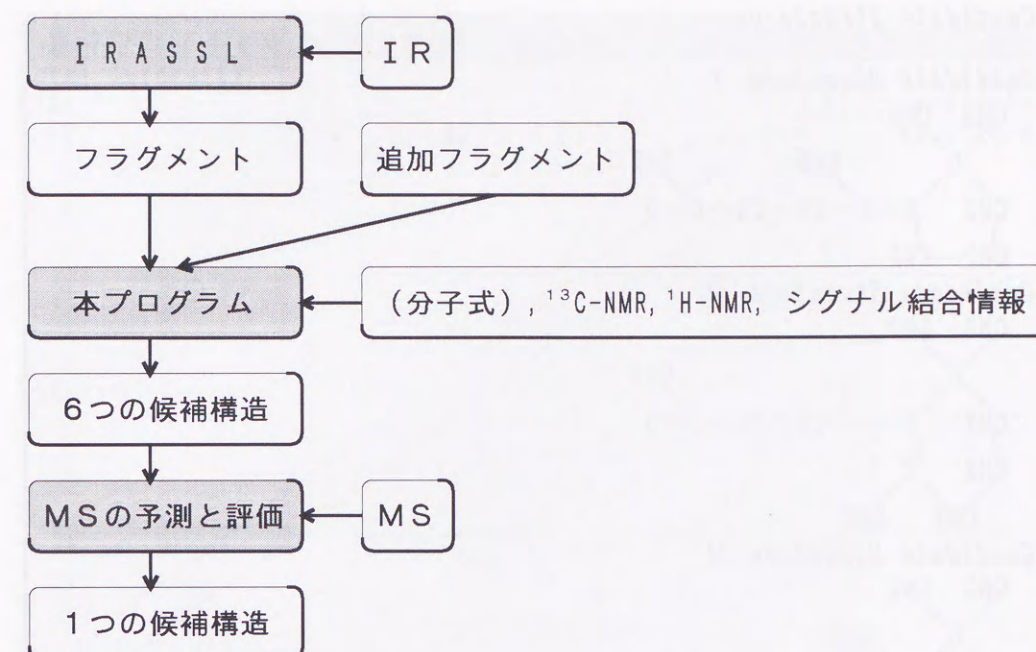 IRASSL
IR
フラグメント
追加フラグメント
本プログラム
(分子式), ¹³C-NMR, ¹H-NMR, シグナル結合情報
6つの候補構造
MSの予測と評価
MS
1つの候補構造